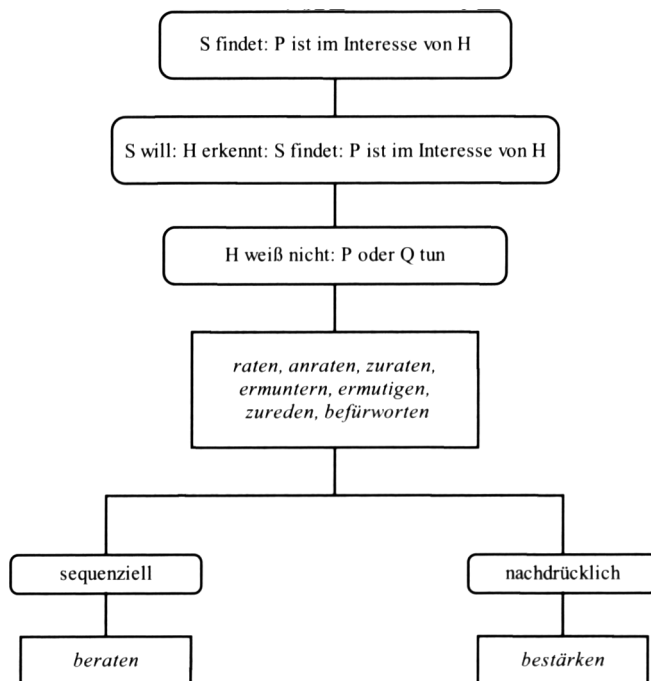 S findet: P ist im Interesse von H
S will: H erkennt: S findet: P ist im Interesse von H
H weiß nicht: P oder Q tun
raten, anraten, zuraten,
ermuntern, ermutigen,
zureden, befürworten
sequenziell
nachdrücklich
beraten
bestärken